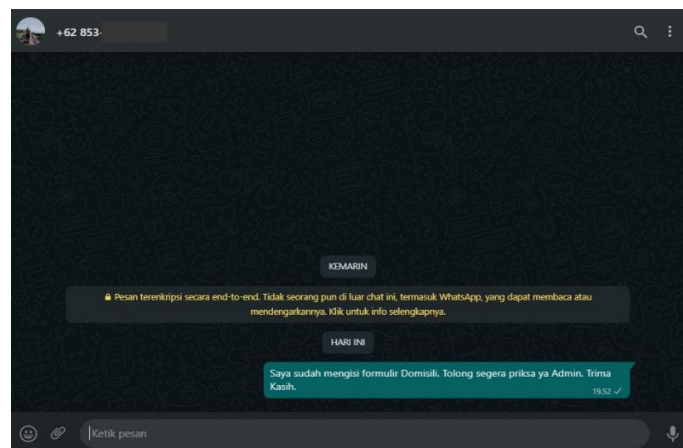 +62 853-
KEMARIN
Pesan terenkripsi secara end-to-end. Tidak seorang pun di luar chat ini, termasuk WhatsApp, yang dapat membaca atau
mendengarkannya. Klik untuk info selengkapnya.
HARI INI
Saya sudah mengisi formulir Domisili. Tolong segera priksa ya Admin. Trima
Kasih.
19.52
Ketik pesan